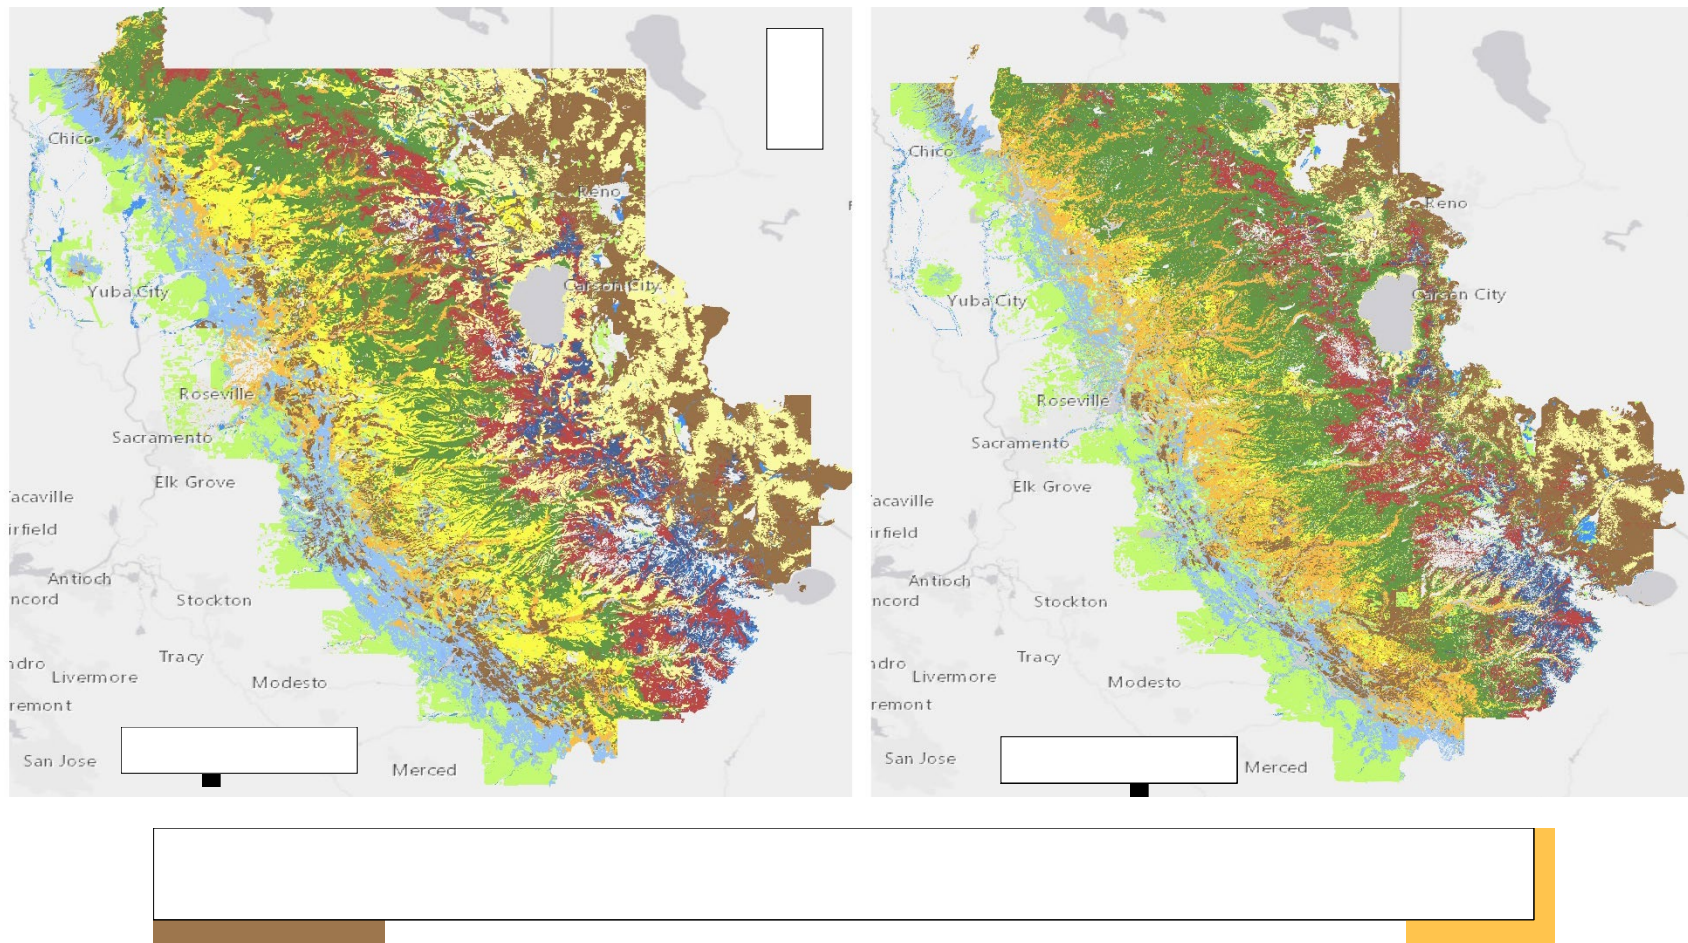 Chico
Reno
Yuba City
Carson City
Roseville
Sacramento
Elk Grove
acaville
irfield
Antioch
ncord
Stockton
Tracy
ndro
Livermore
Modesto
remont
San Jose
Merced
Chico
Reno
Yuba City
Carson City
Roseville
Sacramento
Elk Grove
acaville
irfield
Antioch
ncord
Stockton
Tracy
ndro
Livermore
Modesto
remont
San Jose
Merced